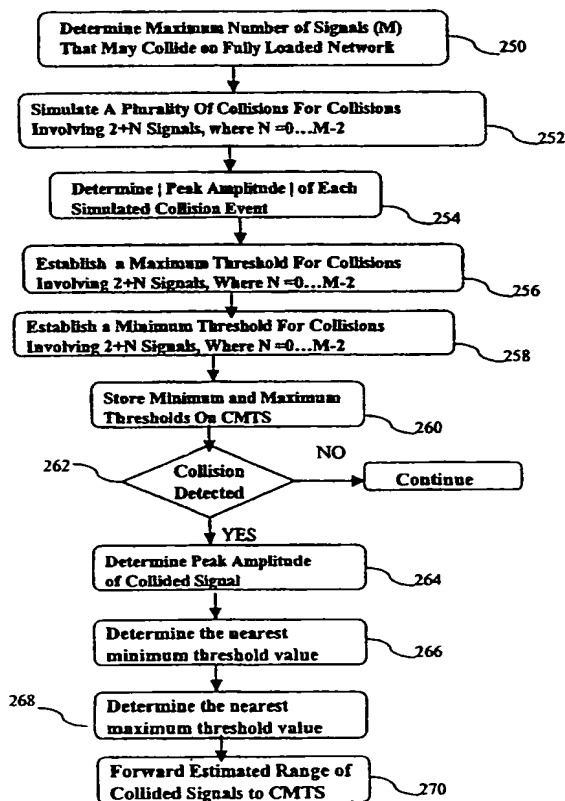 Determine Maximum Number of Signals (M)
That May Collide on Fully Loaded Network
250
Simulate A Plurality Of Collisions For Collisions
Involving 2+N Signals, where N =0...M-2
252
Determine | Peak Amplitude | of Each
Simulated Collision Event
254
Establish a Maximum Threshold For Collisions
Involving 2+N Signals, Where N =0...M-2
256
Establish a Minimum Threshold For Collisions
Involving 2+N Signals, Where N =0...M-2
258
Store Minimum and Maximum
Thresholds On CMTS
260
262
Collision
Detected
NO
Continue
YES
Determine Peak Amplitude
of Collided Signal
264
Determine the nearest
minimum threshold value
266
268
Determine the nearest
maximum threshold value
Forward Estimated Range of
Collided Signals to CMTS
270